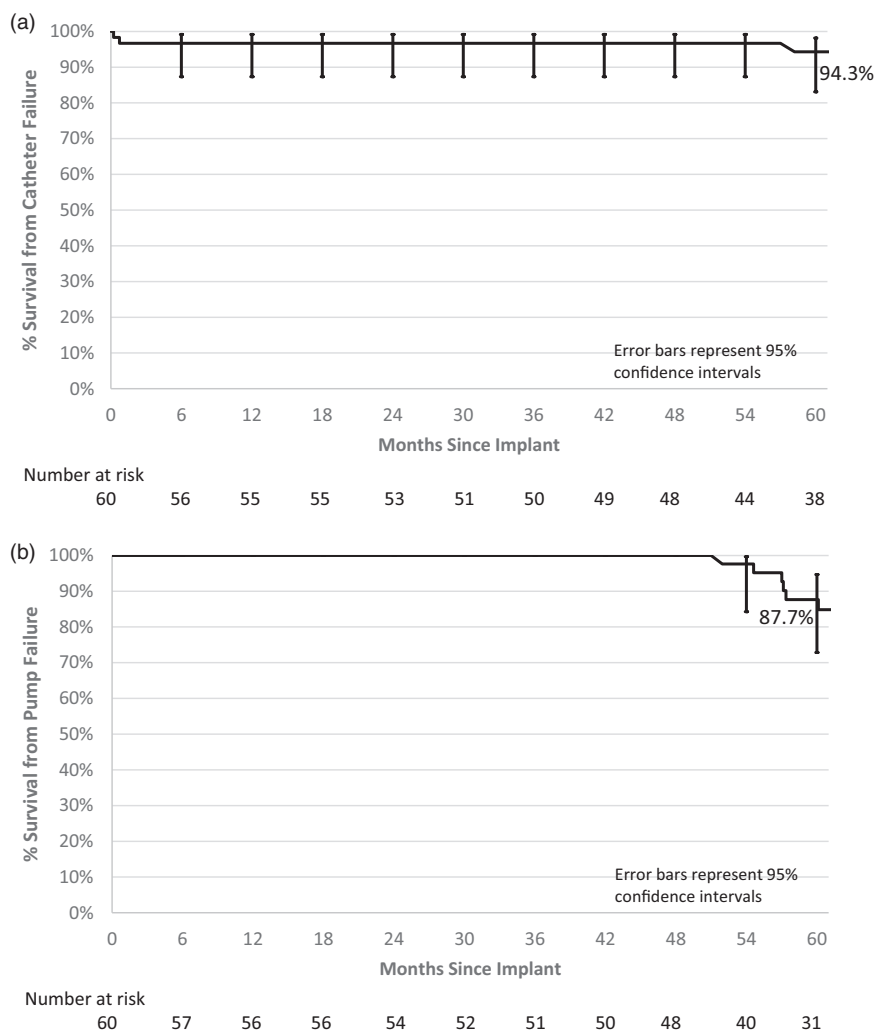 (a)
% Survival from Catheter Failure
100%
90%
80%
70%
60%
50%
40%
30%
20%
10%
0%
94.3%
Error bars represent 95%
confidence intervals
0 6 12 18 24 30 36 42 48 54 60
Months Since Implant
Number at risk
60 56 55 55 53 51 50 49 48 44 38
(b)
% Survival from Pump Failure
100%
90%
80%
70%
60%
50%
40%
30%
20%
10%
0%
87.7%
Error bars represent 95%
confidence intervals
0 6 12 18 24 30 36 42 48 54 60
Months Since Implant
Number at risk
60 57 56 56 54 52 51 50 48 40 31